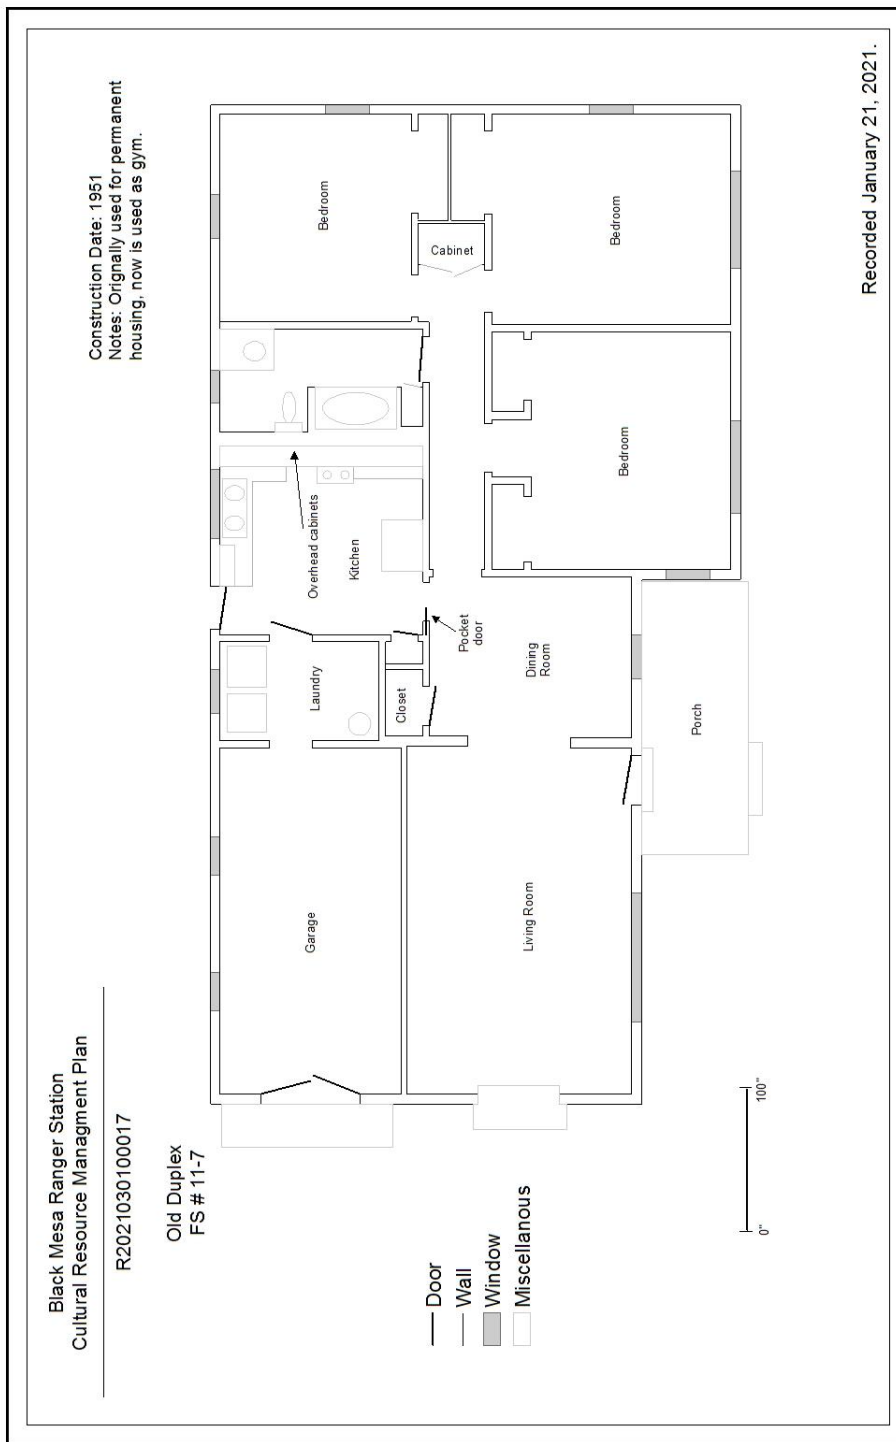 Black Mesa Ranger Station
Cultural Resource Managment Plan
R2021030100017
Old Duplex
FS # 11-7
Construction Date: 1951
Notes: Orignally used for permanent
housing, now is used as gym.
Door
Wall
Window
Miscellanous
Garage
Laundry
Closet
Overhead cabinets
Kitchen
Pocket
door
Bedroom
Cabinet
Living Room
Dining
Room
Bedroom
Bedroom
Porch
0"
100"
Recorded January 21, 2021.